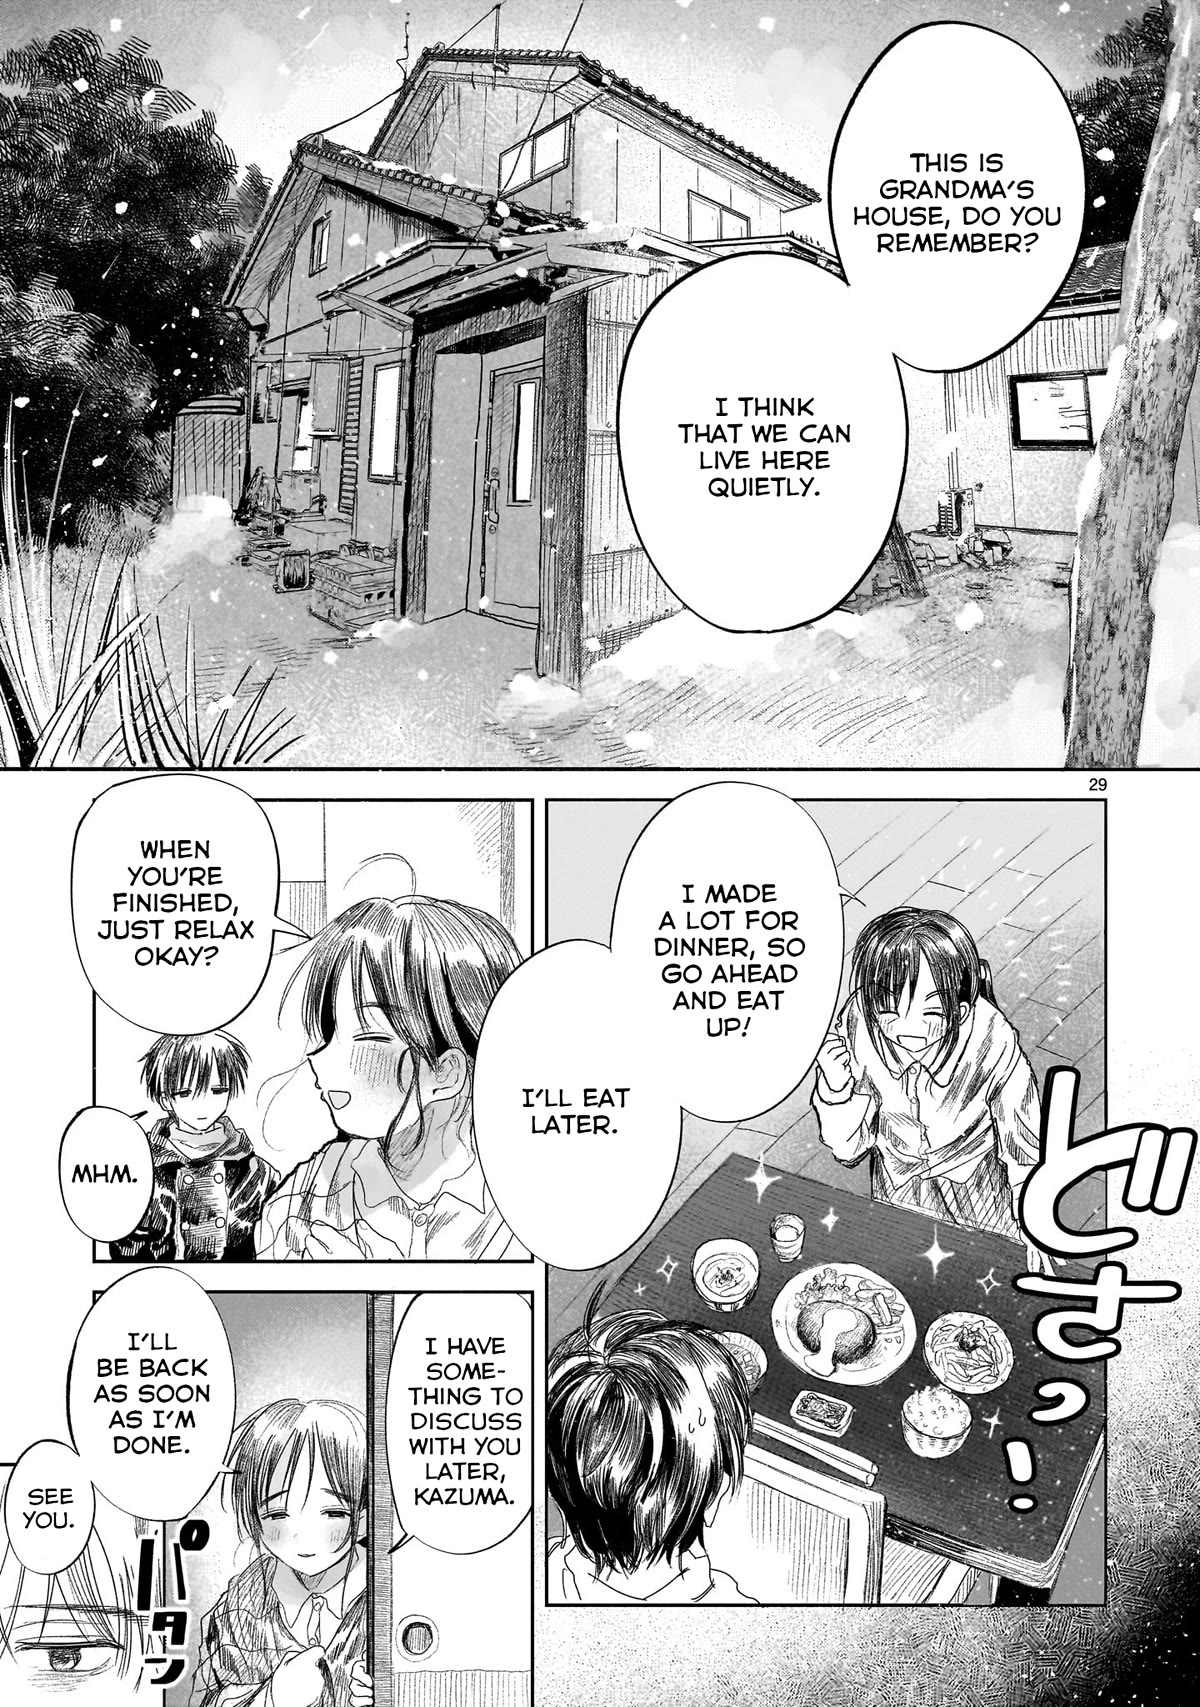 THIS IS
GRANDMA'S
HOUSE, DO YOU
REMEMBER?
I THINK
THAT WE CAN
LIVE HERE
QUIETLY.
29
I MADE
A LOT FOR
DINNER, SO
GO AHEAD
AND EAT
UP!
I'LL EAT
LATER.
どさっ!
WHEN
YOU'RE
FINISHED,
JUST RELAX
OKAY?
MHM.
I HAVE
SOME-
THING TO
DISCUSS
WITH YOU
LATER,
KAZUMA.
I'LL
BE BACK
AS SOON
AS I'M
DONE.
パタン
SEE
YOU.